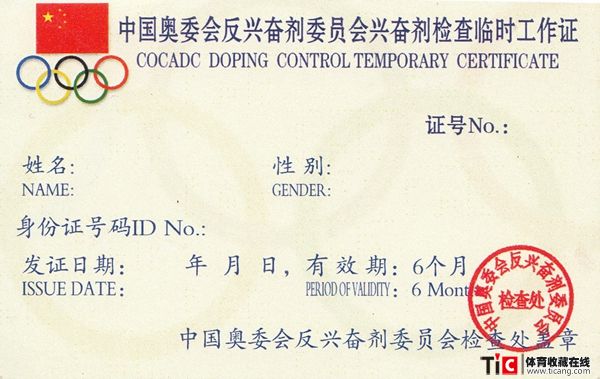 中国奥委会反兴奋剂委员会兴奋剂检查临时工作证
COCADC DOPING CONTROL TEMPORARY CERTIFICATE
证号No.:
姓名: 性别:
NAME: GENDER:
身份证号码ID No.:
发证日期: 年 月 日, 有效期: 6个月
ISSUE DATE: PERIOD OF VALIDITY: 6 Mont
中国奥委会反兴奋剂委员会
检查处
中国奥委会反兴奋剂委员会检查处盖章
TIC 体育收藏在线
www.ticang.com